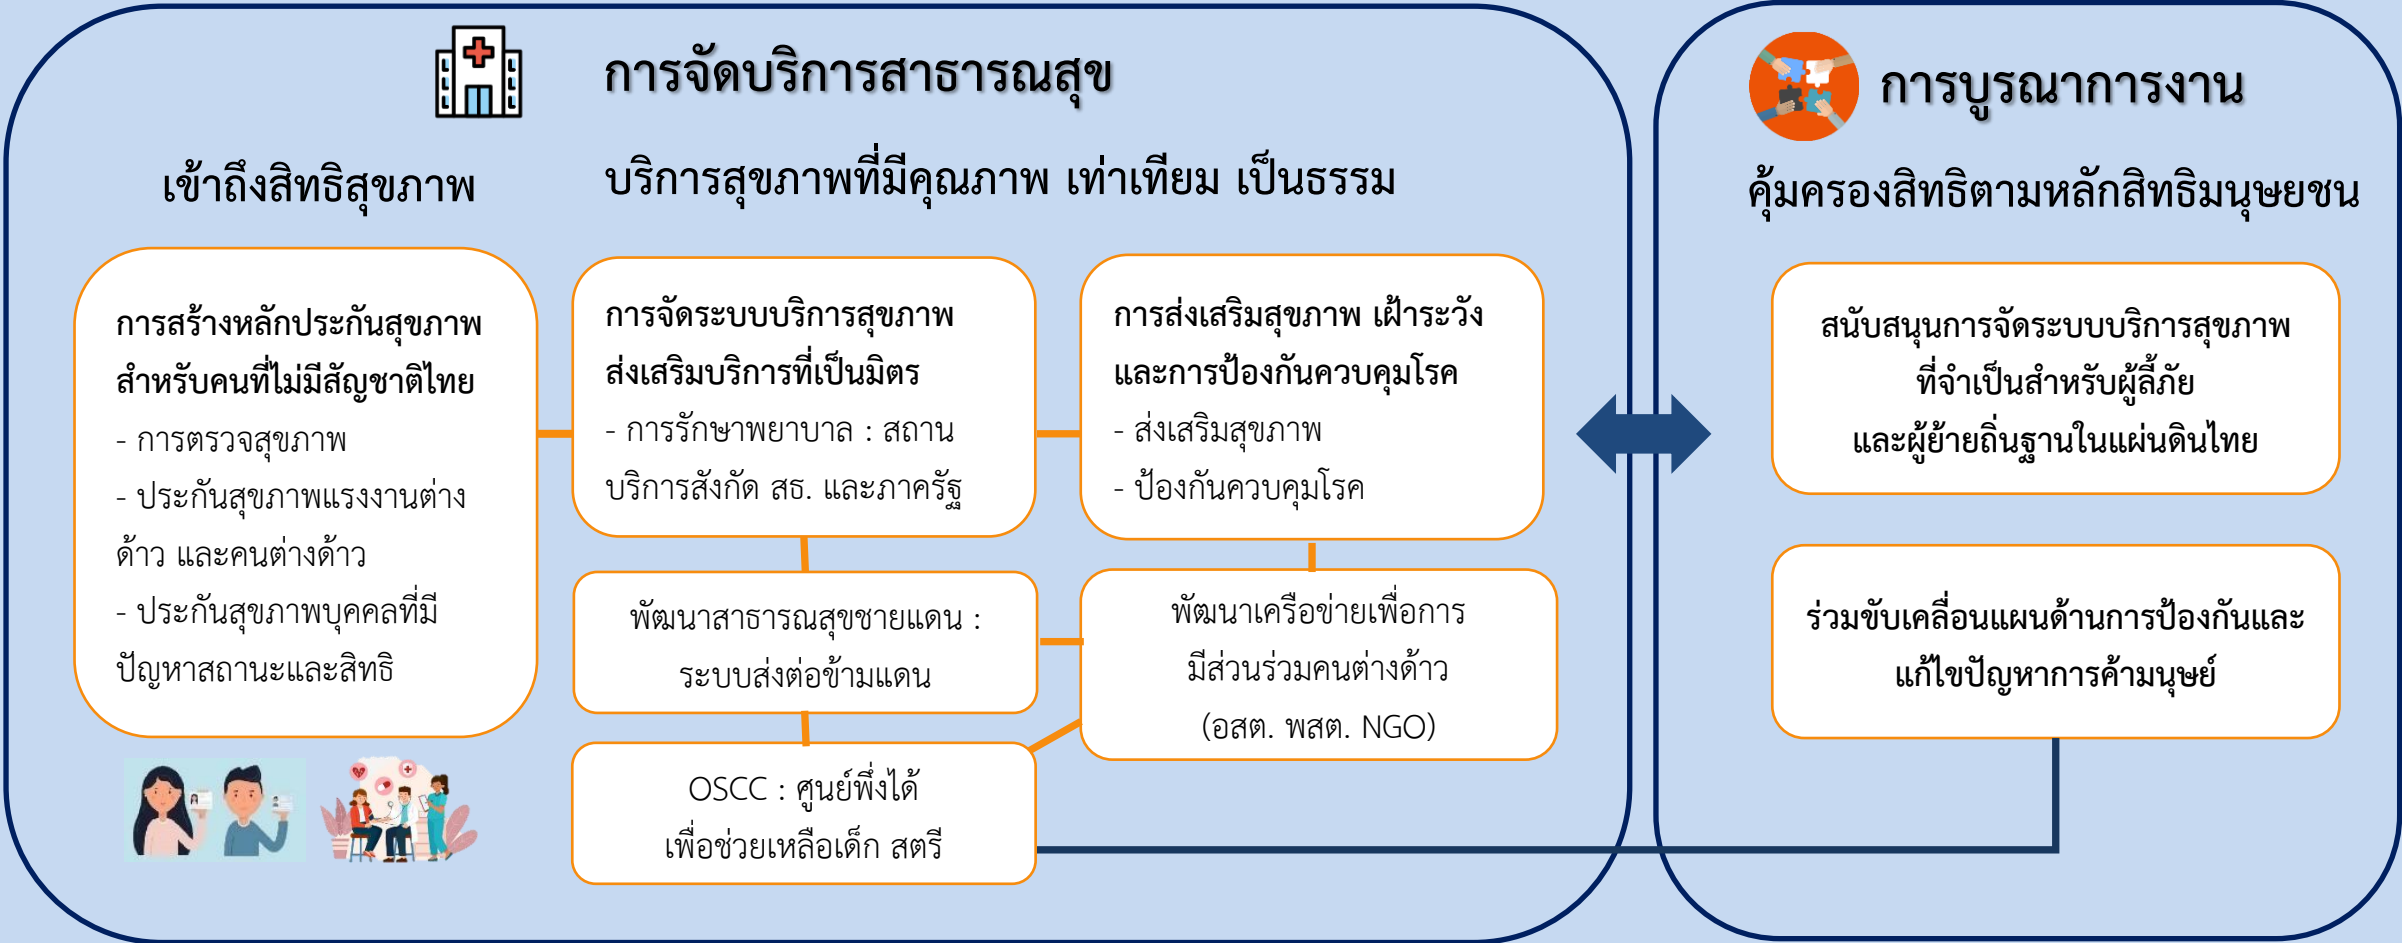 การจัดบริการสาธารณสุข
เข้าถึงสิทธิสุขภาพ
บริการสุขภาพที่มีคุณภาพ เท่าเทียม เป็นธรรม
การสร้างหลักประกันสุขภาพ
สำหรับคนที่ไม่มีสัญชาติไทย
- การตรวจสุขภาพ
- ประกันสุขภาพแรงงานต่าง
ด้าว และคนต่างด้าว
- ประกันสุขภาพบุคคลที่มี
ปัญหาสถานะและสิทธิ
การจัดระบบบริการสุขภาพ
ส่งเสริมบริการที่เป็นมิตร
- การรักษาพยาบาล : สถาน
บริการสังกัด สธ. และภาครัฐ
การส่งเสริมสุขภาพ เฝ้าระวัง
และการป้องกันควบคุมโรค
- ส่งเสริมสุขภาพ
- ป้องกันควบคุมโรค
พัฒนาสาธารณสุขชายแดน :
ระบบส่งต่อข้ามแดน
พัฒนาเครือข่ายเพื่อการ
มีส่วนร่วมคนต่างด้าว
(อสต. พสต. NGO)
OSCC : ศูนย์พึ่งได้
เพื่อช่วยเหลือเด็ก สตรี
การบูรณาการงาน
คุ้มครองสิทธิตามหลักสิทธิมนุษยชน
สนับสนุนการจัดระบบบริการสุขภาพ
ที่จำเป็นสำหรับผู้ลี้ภัย
และผู้ย้ายถิ่นฐานในแผ่นดินไทย
ร่วมขับเคลื่อนแผนด้านการป้องกันและ
แก้ไขปัญหาการค้ามนุษย์